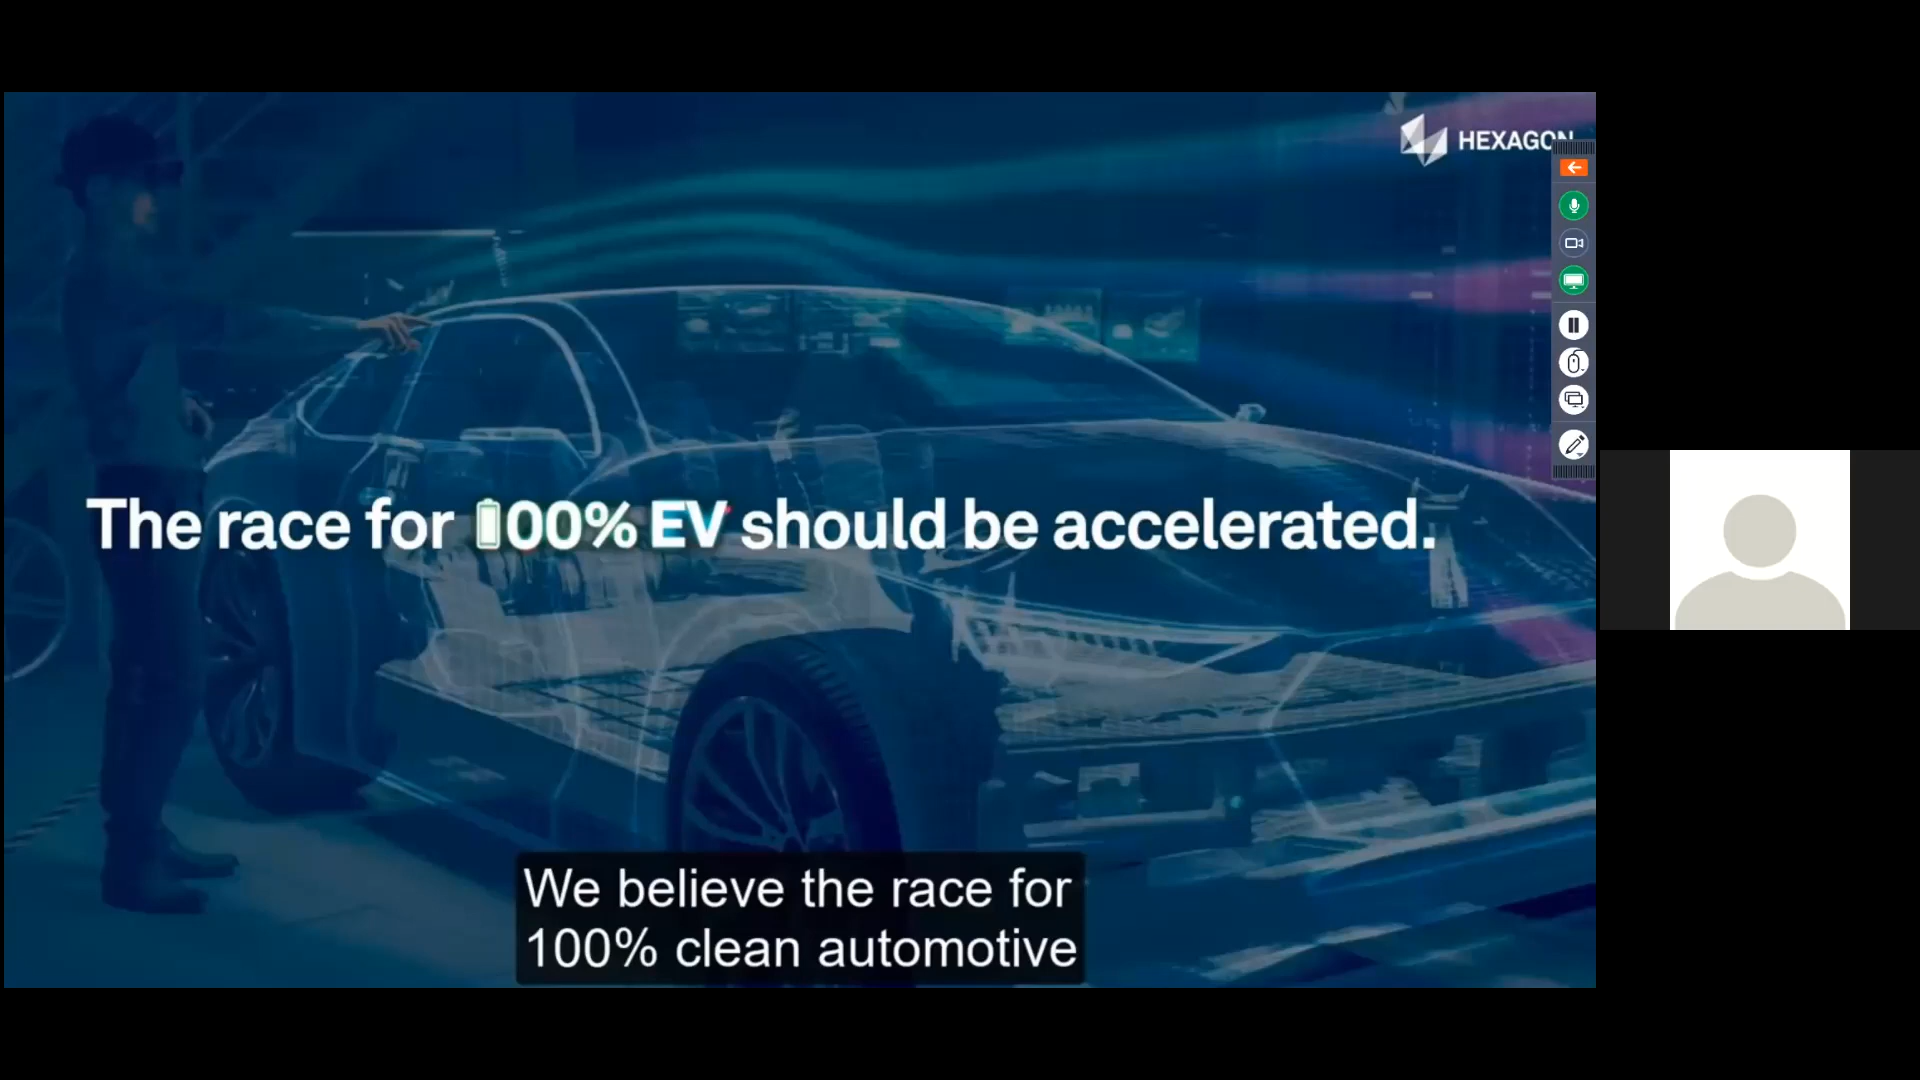 HEXAGON
The race for 100% EV should be accelerated.
We believe the race for
100% clean automotive